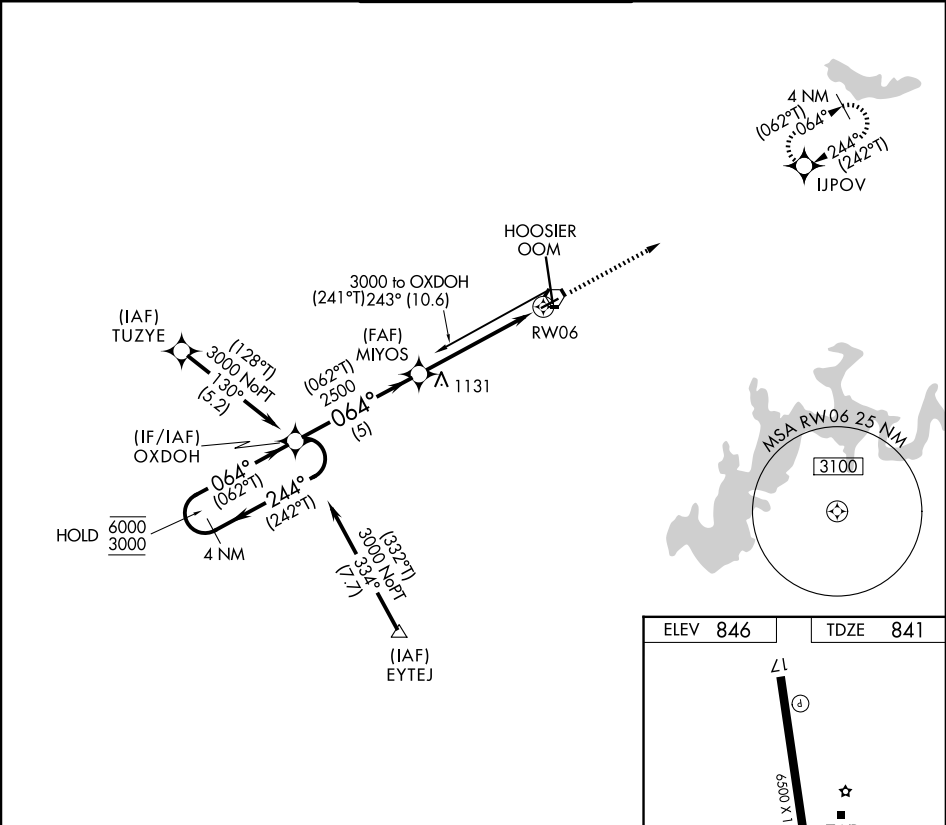 4 NM
(062°T)
064°
244°
(242°T)
IJPOV
HOOSIER
OOM
3000 to OXDOH
(241°T)243° (10.6)
RW06
(IAF)
TUZYE
(128°T)
3000 NoPT
130°
(5.2)
(FAF)
MIYOS
(062°T)
2500
064°
(5)
1131
(IF/IAF)
OXDOH
064°
(062°T)
244°
(242°T)
HOLD 6000
3000
4 NM
(332°T)
3000 NoPT
334°
(7.7)
(IAF)
EYTEJ
MSA RW06 25 NM
3100
ELEV 846
TDZE 841
17
P
6500 X 1